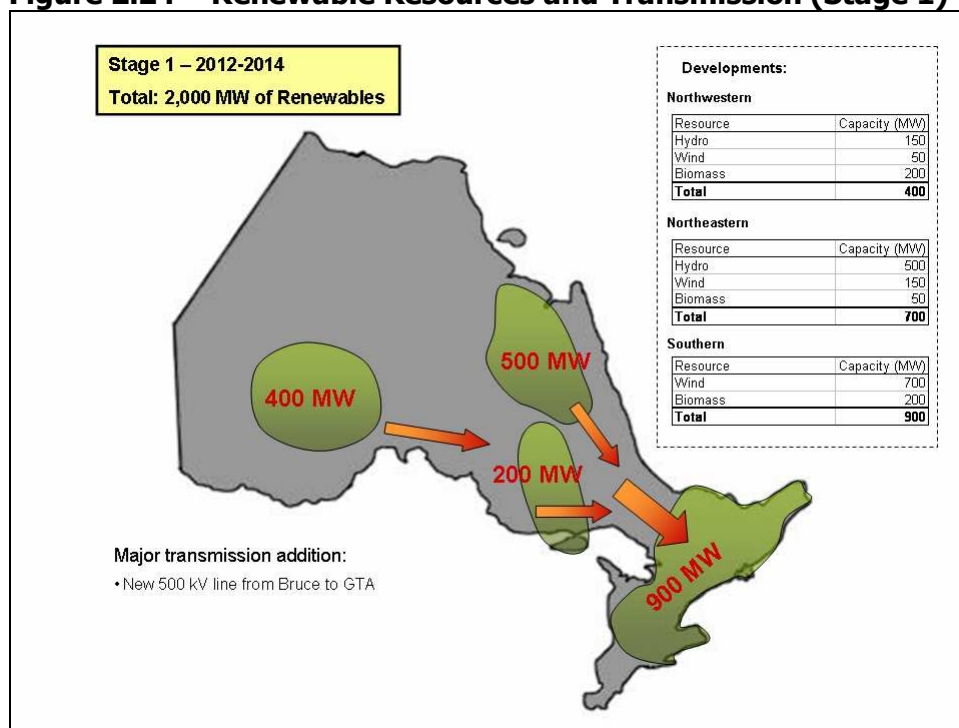 Figure 2.24 – Renewable Resources and Transmission (Stage 1)
Stage 1 – 2012-2014
Total: 2,000 MW of Renewables
Developments:
Northwestern
Resource Capacity (MW)
Hydro 150
Wind 50
Biomass 200
Total 400
Northeastern
Resource Capacity (MW)
Hydro 500
Wind 150
Biomass 50
Total 700
Southern
Resource Capacity (MW)
Wind 700
Biomass 200
Total 900
500 MW
400 MW
200 MW
900 MW
Major transmission addition:
• New 500 kV line from Bruce to GTA